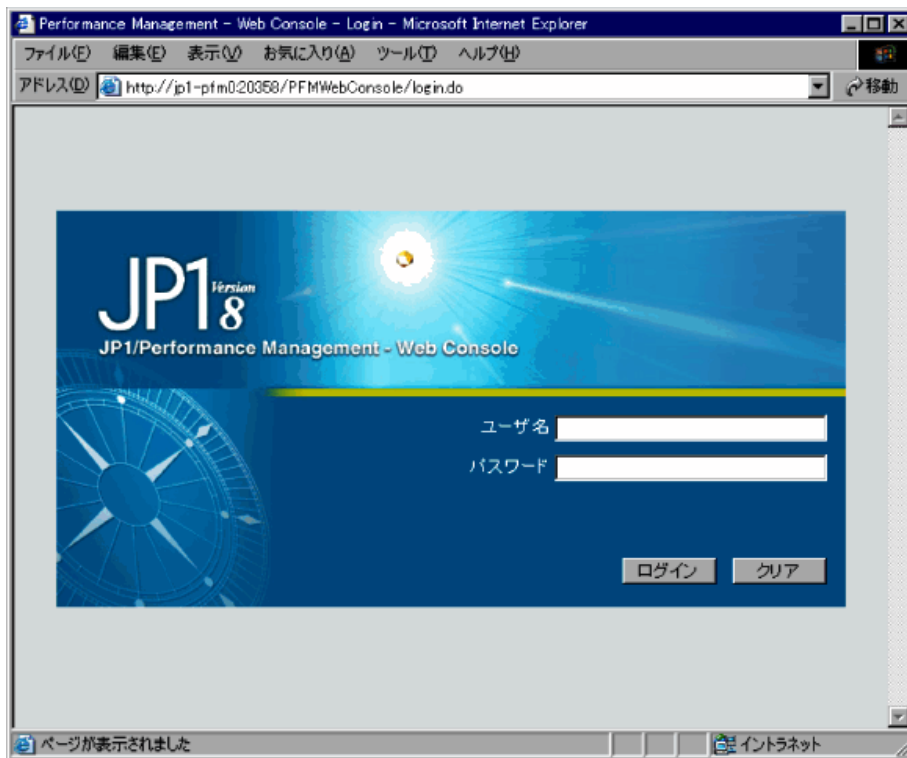 Performance Management - Web Console - Login - Microsoft Internet Explorer
ファイル(F) 編集(E) 表示(V) お気に入り(A) ツール(T) ヘルプ(H)
アドレス(D) http://jp1-pfm0:20358/PFMWebConsole/login.do 移動
JP1 Version 8
JP1/Performance Management - Web Console
ユーザ名
パスワード
ログイン クリア
ページが表示されました イントラネット